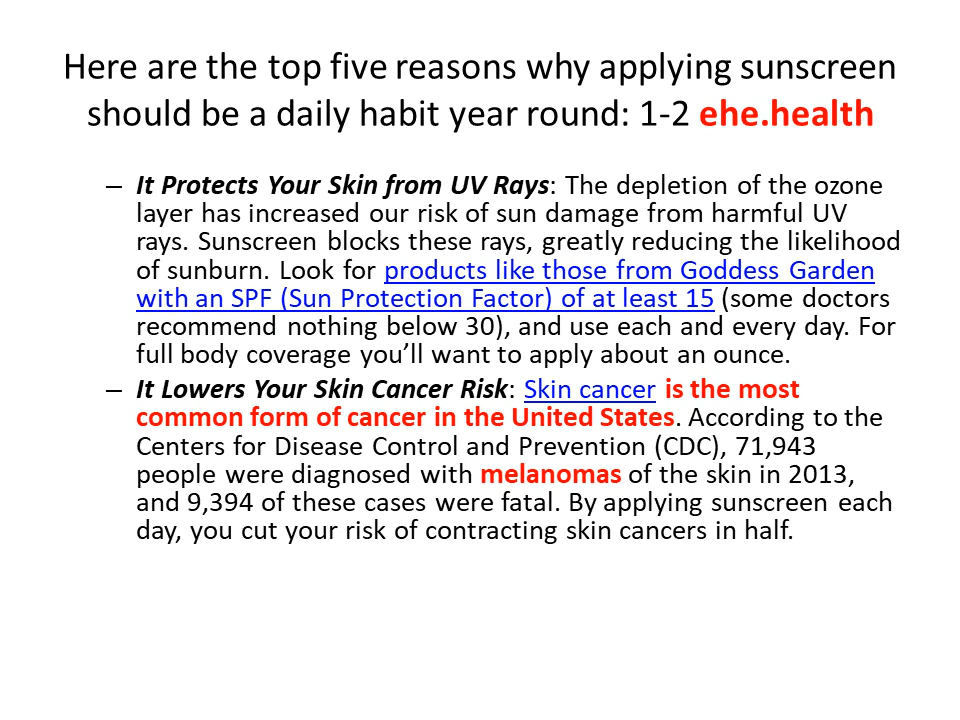 Here are the top five reasons why applying sunscreen
should be a daily habit year round: 1-2 ehe.health
– It Protects Your Skin from UV Rays: The depletion of the ozone
layer has increased our risk of sun damage from harmful UV
rays. Sunscreen blocks these rays, greatly reducing the likelihood
of sunburn. Look for products like those from Goddess Garden
with an SPF (Sun Protection Factor) of at least 15 (some doctors
recommend nothing below 30), and use each and every day. For
full body coverage you’ll want to apply about an ounce.
– It Lowers Your Skin Cancer Risk: Skin cancer is the most
common form of cancer in the United States. According to the
Centers for Disease Control and Prevention (CDC), 71,943
people were diagnosed with melanomas of the skin in 2013,
and 9,394 of these cases were fatal. By applying sunscreen each
day, you cut your risk of contracting skin cancers in half.